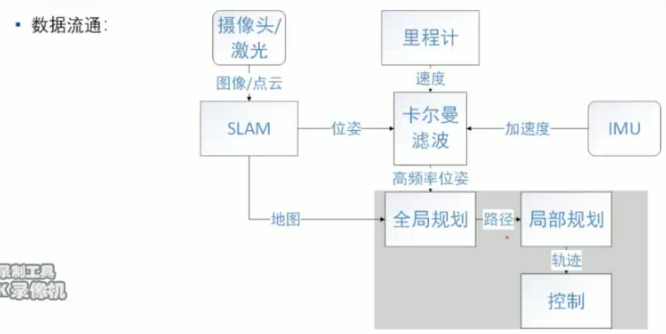 • 数据流通：
摄像头/
激光
里程计
图像/点云
速度
SLAM
位姿
卡尔曼
滤波
加速度
IMU
高频率位姿
地图
全局规划
路径
局部规划
轨迹
控制
录制工具
K录像机